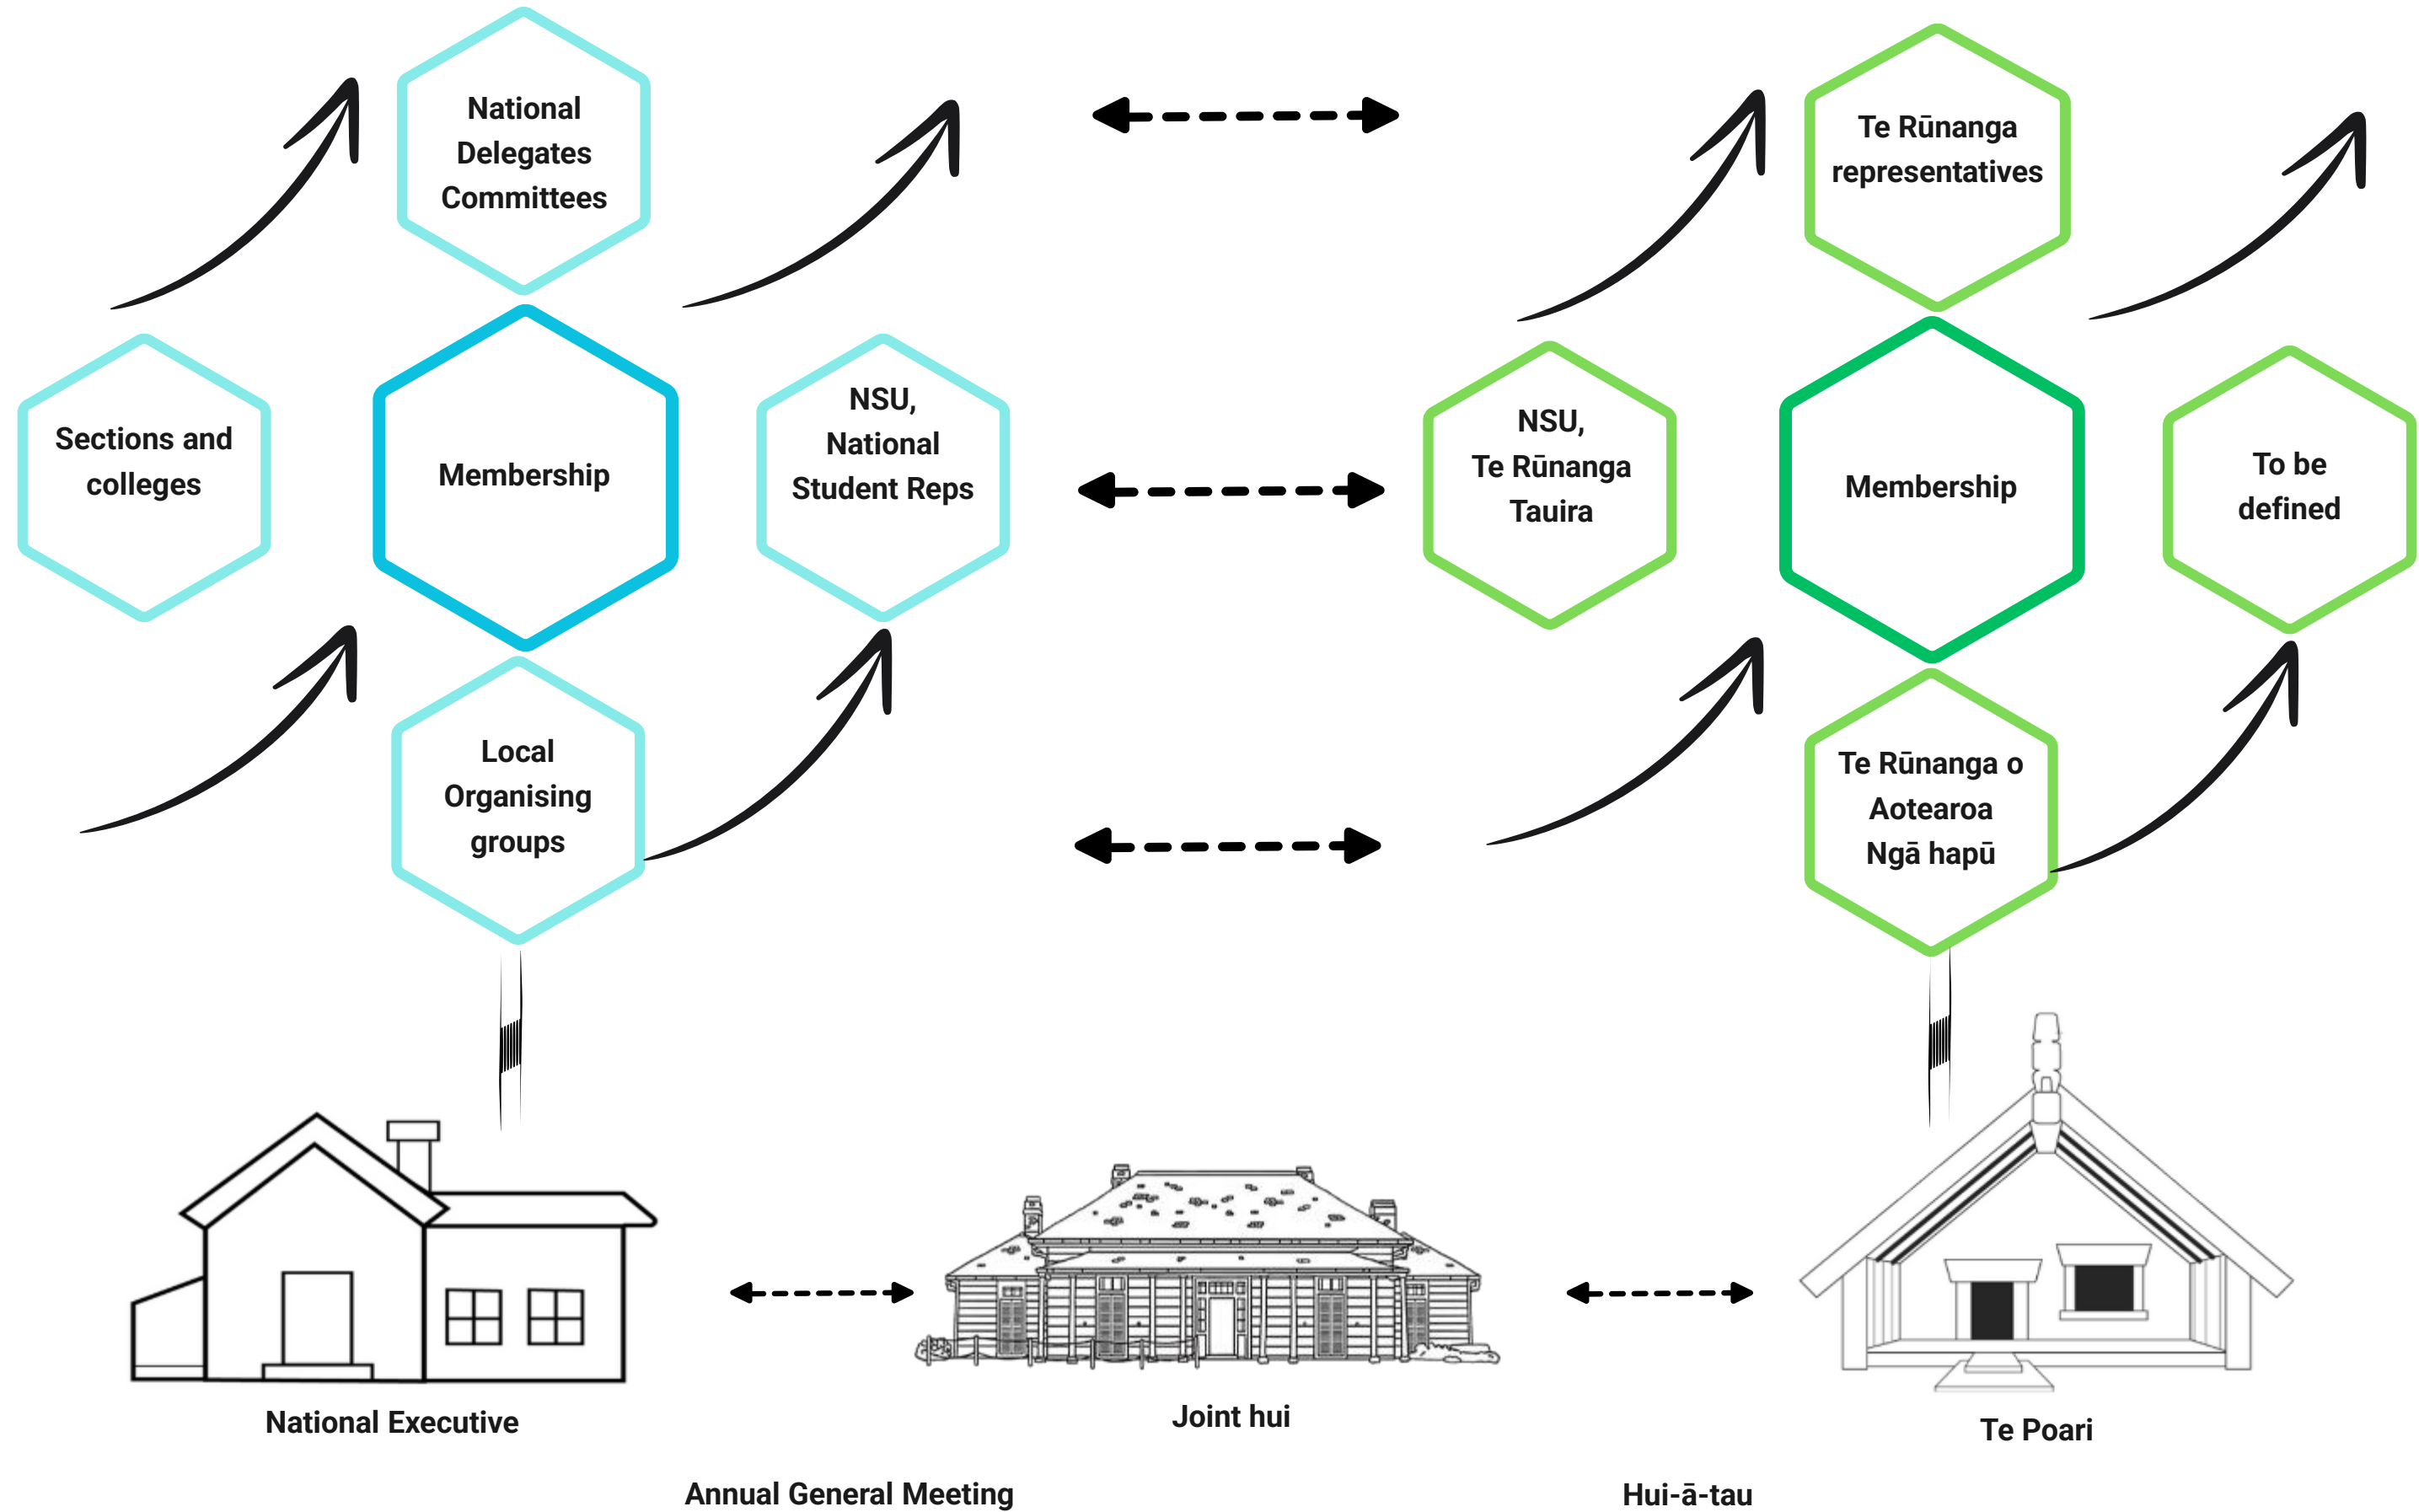 National
Delegates
Committees
Te Rūnanga
representatives
Sections and
colleges
Membership
NSU,
National
Student Reps
NSU,
Te Rūnanga
Tauira
Membership
To be
defined
Local
Organising
groups
Te Rūnanga o
Aotearoa
Ngā hapū
National Executive
Joint hui
Te Poari
Annual General Meeting
Hui-ā-tau